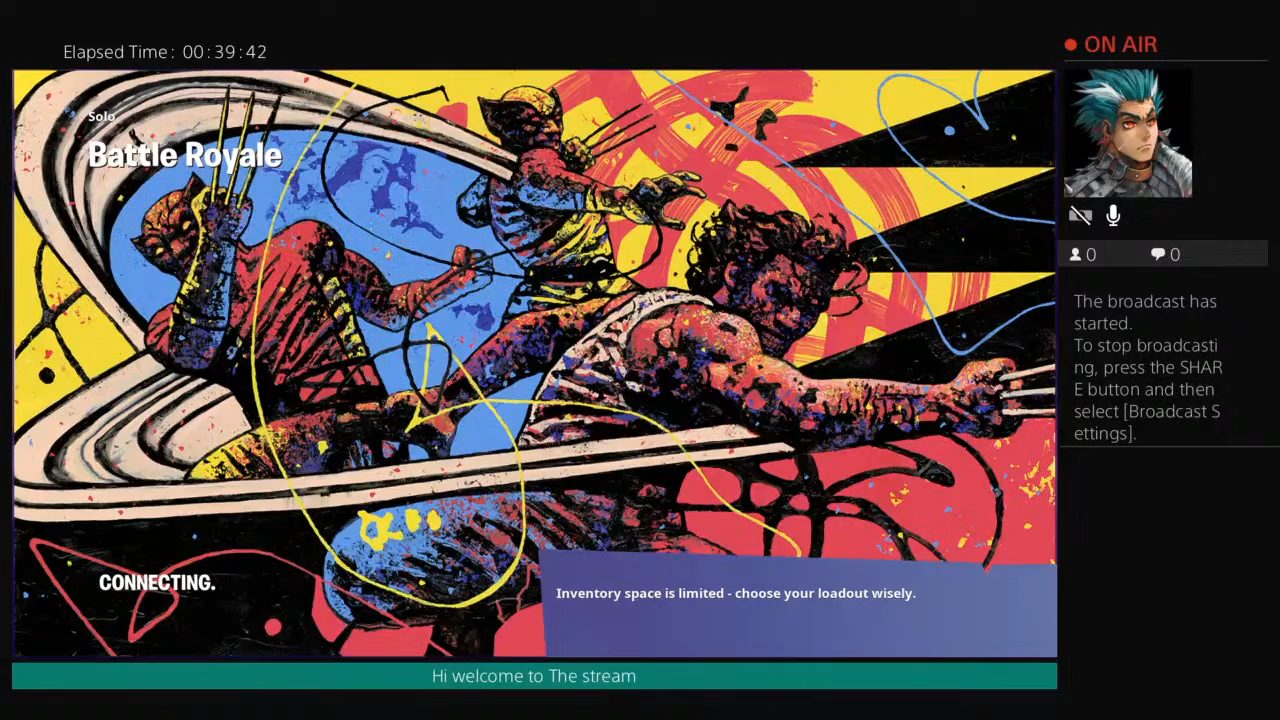 Elapsed Time: 00:39:42
ON AIR
Solo
Battle Royale
0
0
The broadcast has
started.
To stop broadcasti
ng, press the SHAR
E button and then
select [Broadcast S
ettings].
CONNECTING.
Inventory space is limited - choose your loadout wisely.
Hi welcome to The stream